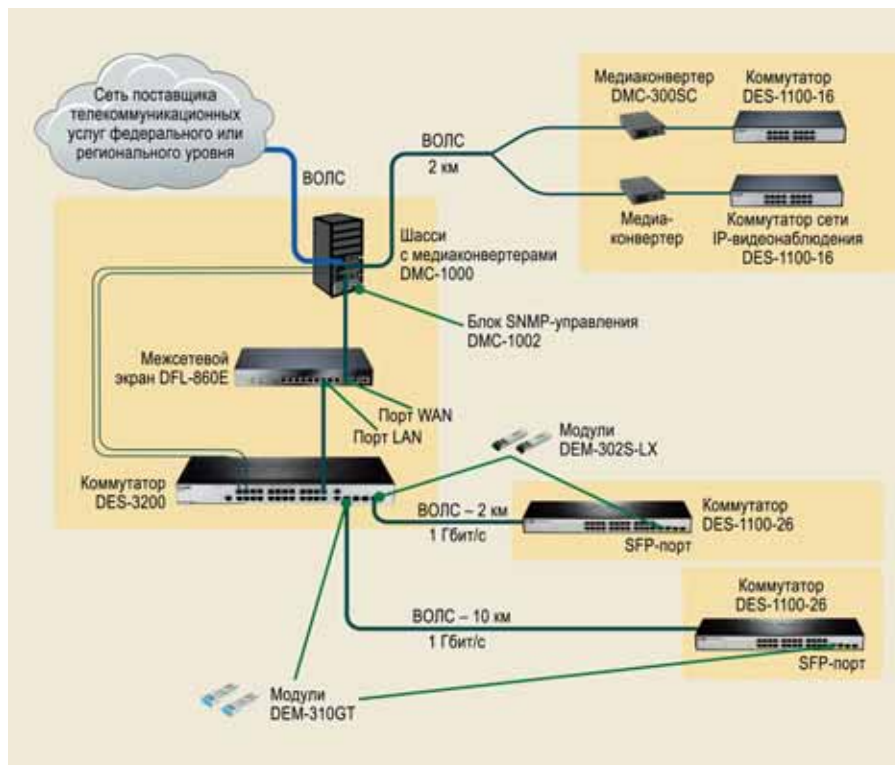 Сеть поставщика
телекоммуникационных
услуг федерального или
регионального уровня
ВОЛС
ВОЛС
2 км
Медиаконвертер
DMC-300SC
Коммутатор
DES-1100-16
Медиа-
конвертер
Коммутатор сети
IP-видеонаблюдения
DES-1100-16
Шасси
с медиаконвертерами
DMC-1000
Блок SNMP-управления
DMC-1002
Межсетевой
экран DFL-860E
Порт WAN
Порт LAN
Модули
DEM-302S-LX
Коммутатор
DES-3200
ВОЛС – 2 км
1 Гбит/с
Коммутатор
DES-1100-26
SFP-порт
Коммутатор
DES-1100-26
ВОЛС – 10 км
1 Гбит/с
SFP-порт
Модули
DEM-310GT